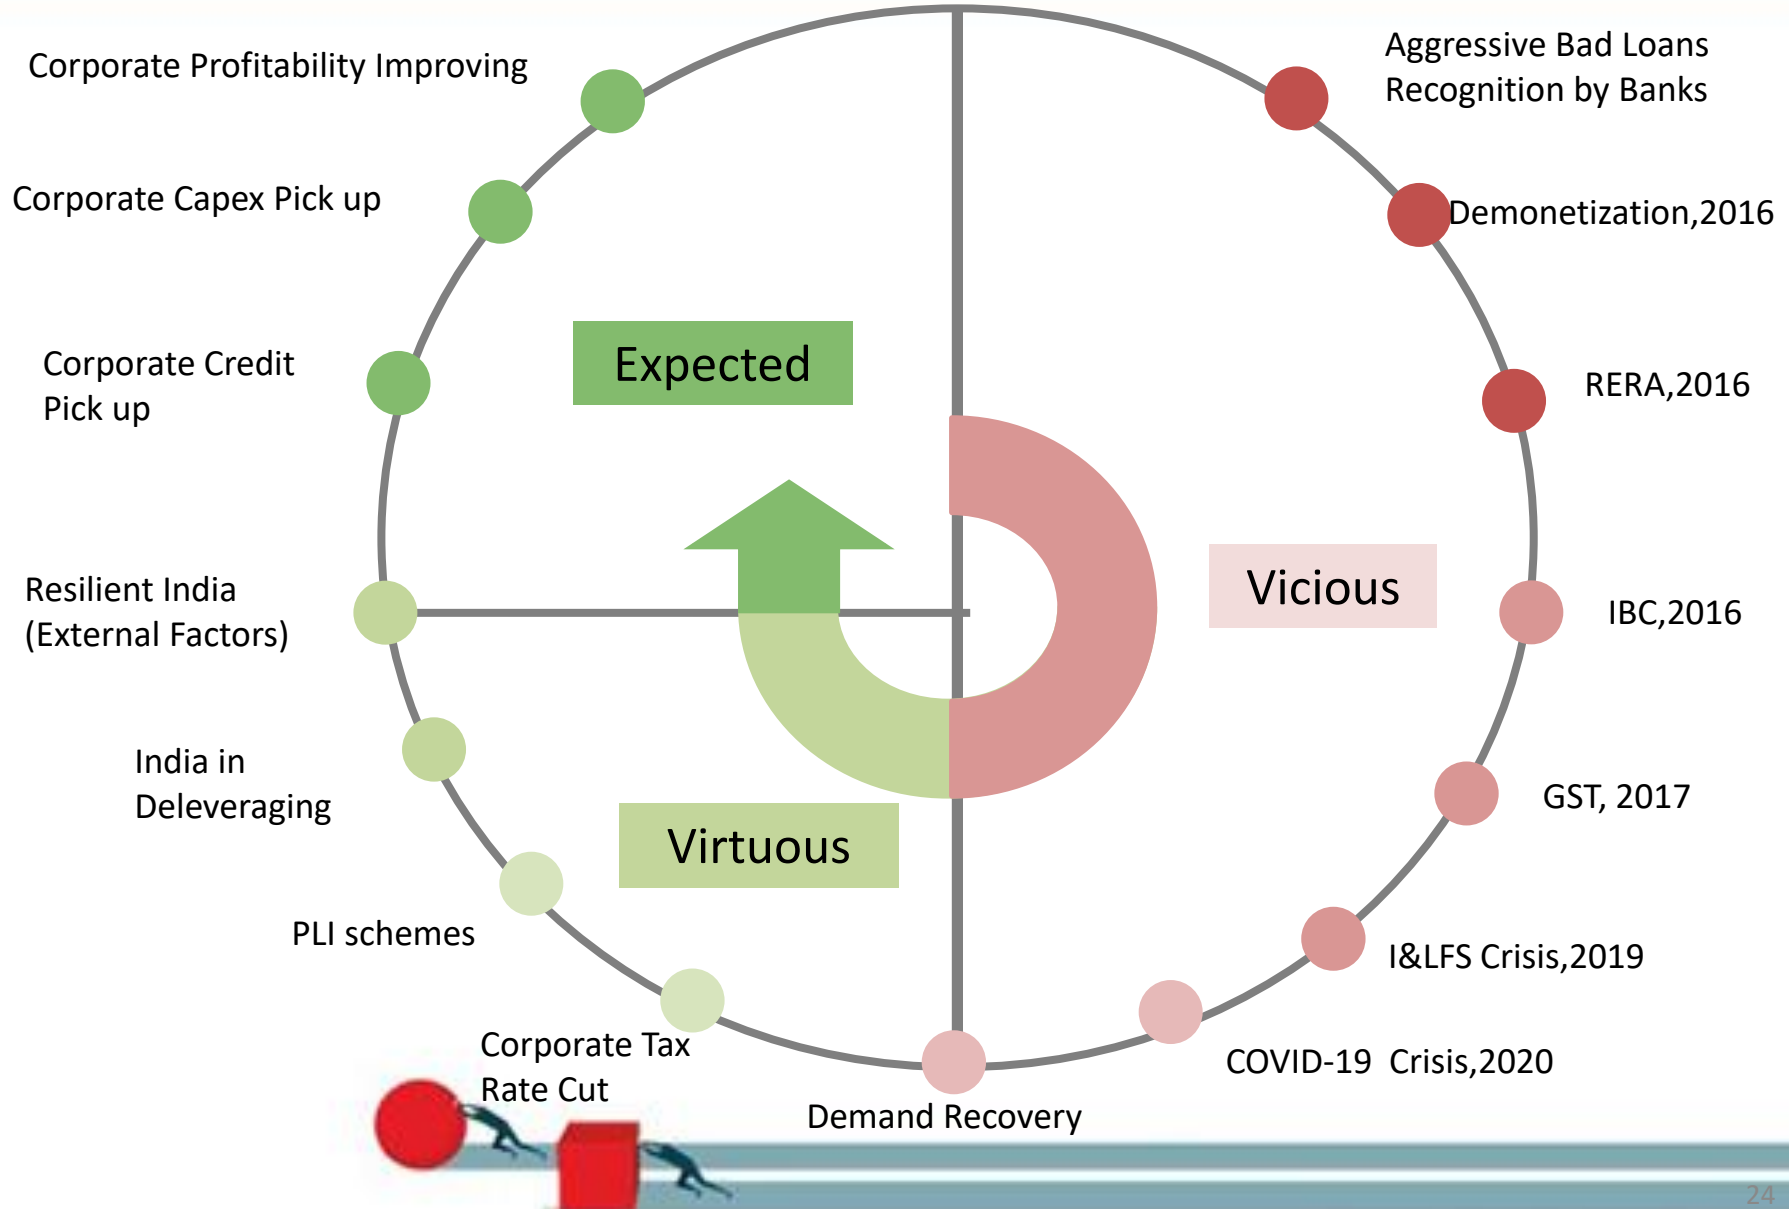 Corporate Profitability Improving
Aggressive Bad Loans
Recognition by Banks
Corporate Capex Pick up
Demonetization,2016
Expected
Corporate Credit
Pick up
RERA,2016
Resilient India
(External Factors)
Vicious
IBC,2016
India in
Deleveraging
GST, 2017
Virtuous
PLI schemes
I&LFS Crisis,2019
Corporate Tax
Rate Cut
COVID-19  Crisis,2020
Demand Recovery
24